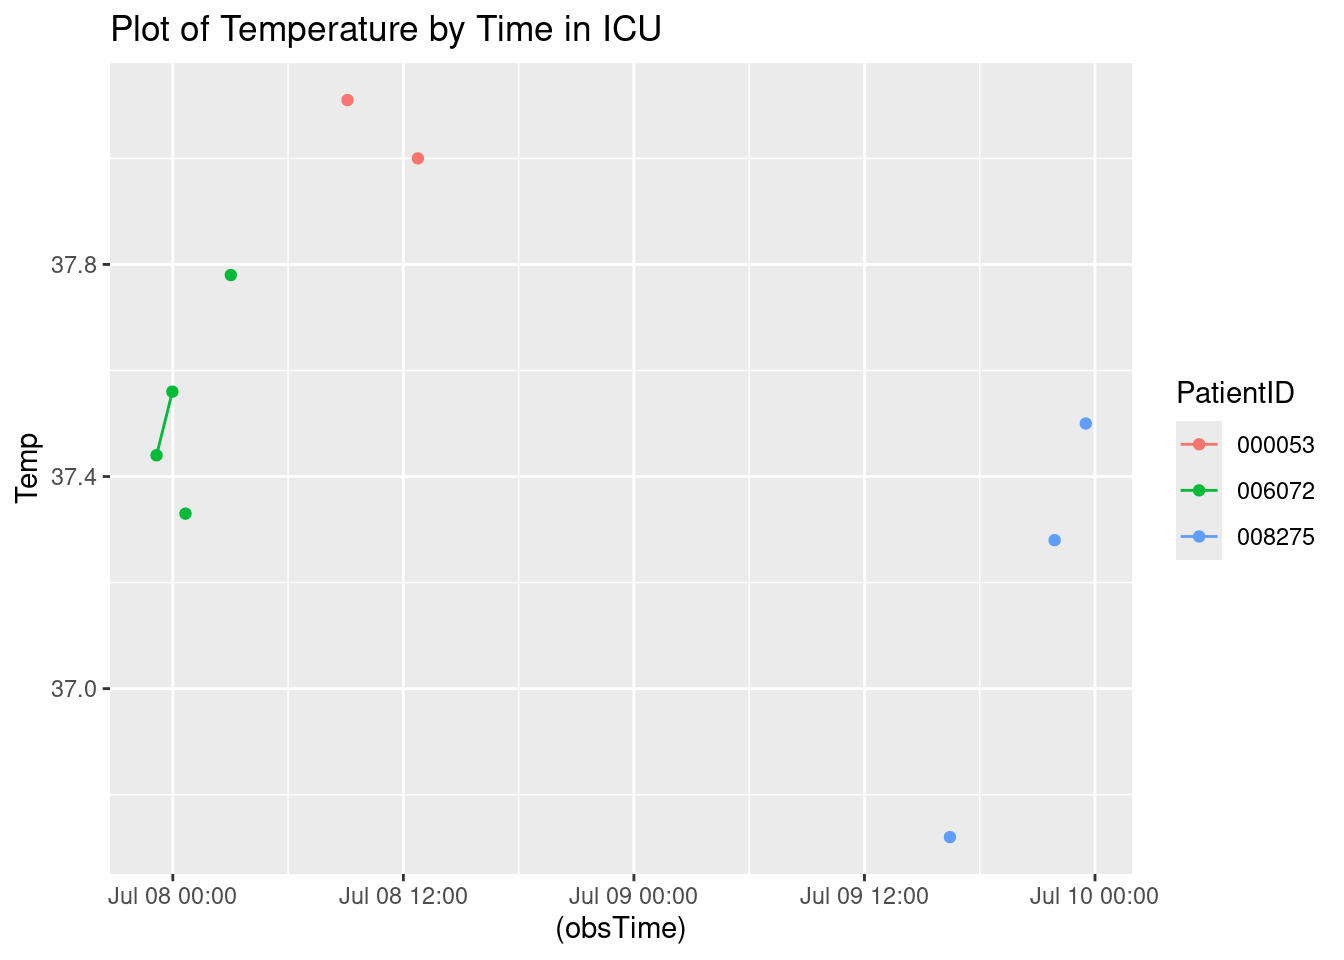 Plot of Temperature by Time in ICU
37.8
37.4
37.0
Temp
Jul 08 00:00
Jul 08 12:00
Jul 09 00:00
Jul 09 12:00
Jul 10 00:00
(obsTime)
PatientID
000053
006072
008275